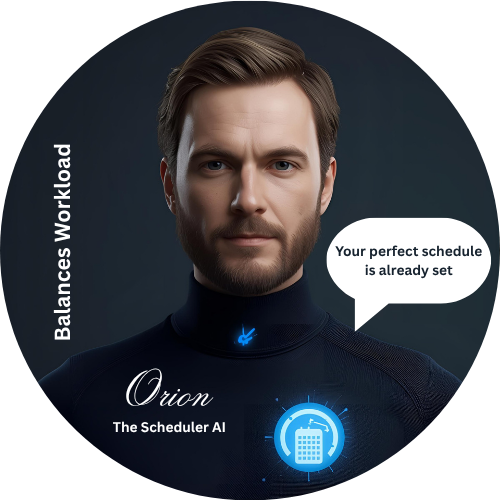 Balances Workload
Your perfect schedule
is already set
Orion
The Scheduler AI